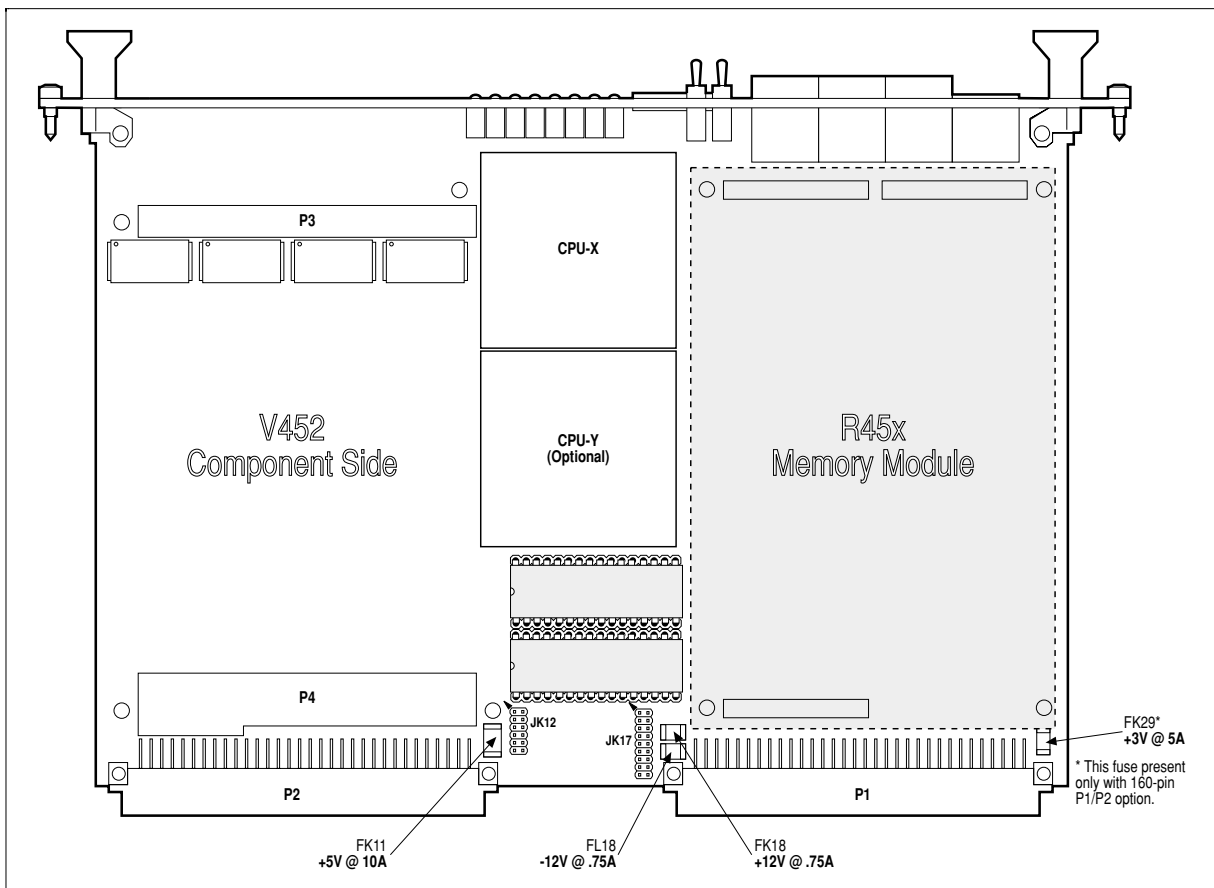 P3
CPU-X
V452
Component Side
CPU-Y
(Optional)
R45x
Memory Module
P4
JK12
JK17
FK29*
+3V @ 5A
* This fuse present
only with 160-pin
P1/P2 option.
P2
P1
FK11
+5V @ 10A
FL18
-12V @ .75A
FK18
+12V @ .75A